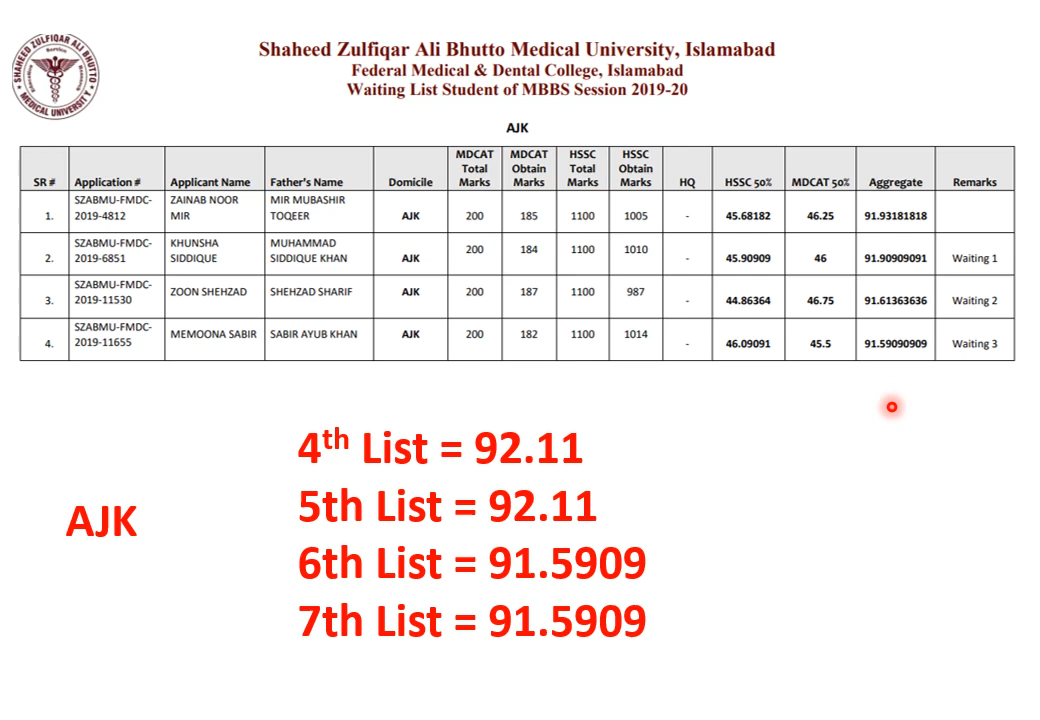 SHAHEED ZULFIQAR ALI BHUTTO
MEDICAL UNIVERSITY
Shaheed Zulfiqar Ali Bhutto Medical University, Islamabad
Federal Medical & Dental College, Islamabad
Waiting List Student of MBBS Session 2019-20
AJK
SR # Application # Applicant Name Father's Name Domicile MDCAT Total Marks MDCAT Obtain Marks HSSC Total Marks HSSC Obtain Marks HQ HSSC 50% MDCAT 50% Aggregate Remarks
1. SZABMU-FMDC-2019-4812 ZAINAB NOOR MIR MIR MUBASHIR TOQEER AJK 200 185 1100 1005 - 45.68182 46.25 91.93181818
2. SZABMU-FMDC-2019-6851 KHUNSHA SIDDIQUE MUHAMMAD SIDDIQUE KHAN AJK 200 184 1100 1010 - 45.90909 46 91.90909091 Waiting 1
3. SZABMU-FMDC-2019-11530 ZOON SHEHZAD SHEHZAD SHARIF AJK 200 187 1100 987 - 44.86364 46.75 91.61363636 Waiting 2
4. SZABMU-FMDC-2019-11655 MEMOONA SABIR SABIR AYUB KHAN AJK 200 182 1100 1014 - 46.09091 45.5 91.59090909 Waiting 3
4th List = 92.11
5th List = 92.11
AJK
6th List = 91.5909
7th List = 91.5909